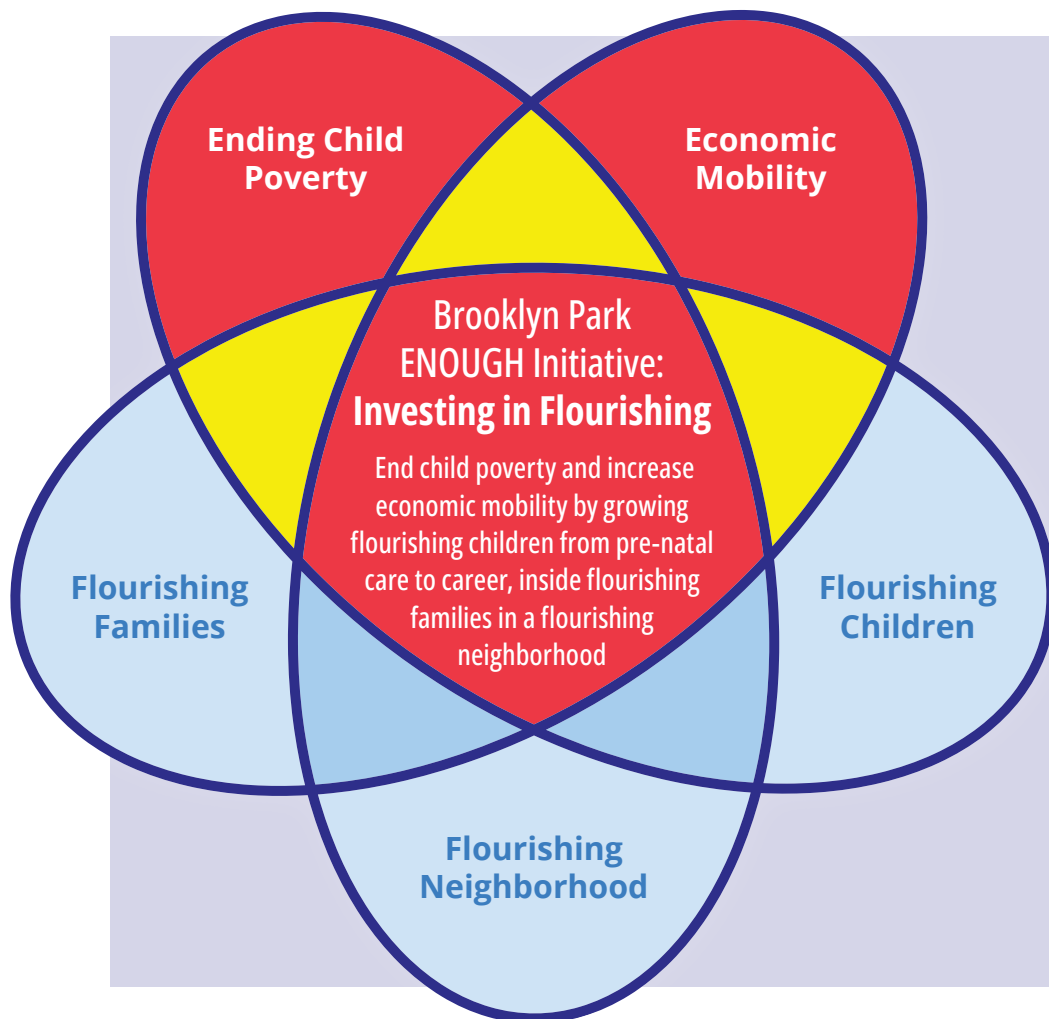 Ending Child
Poverty
Economic
Mobility
Brooklyn Park
ENOUGH Initiative:
Investing in Flourishing
End child poverty and increase
economic mobility by growing
flourishing children from pre-natal
care to career, inside flourishing
families in a flourishing
neighborhood
Flourishing
Families
Flourishing
Children
Flourishing
Neighborhood